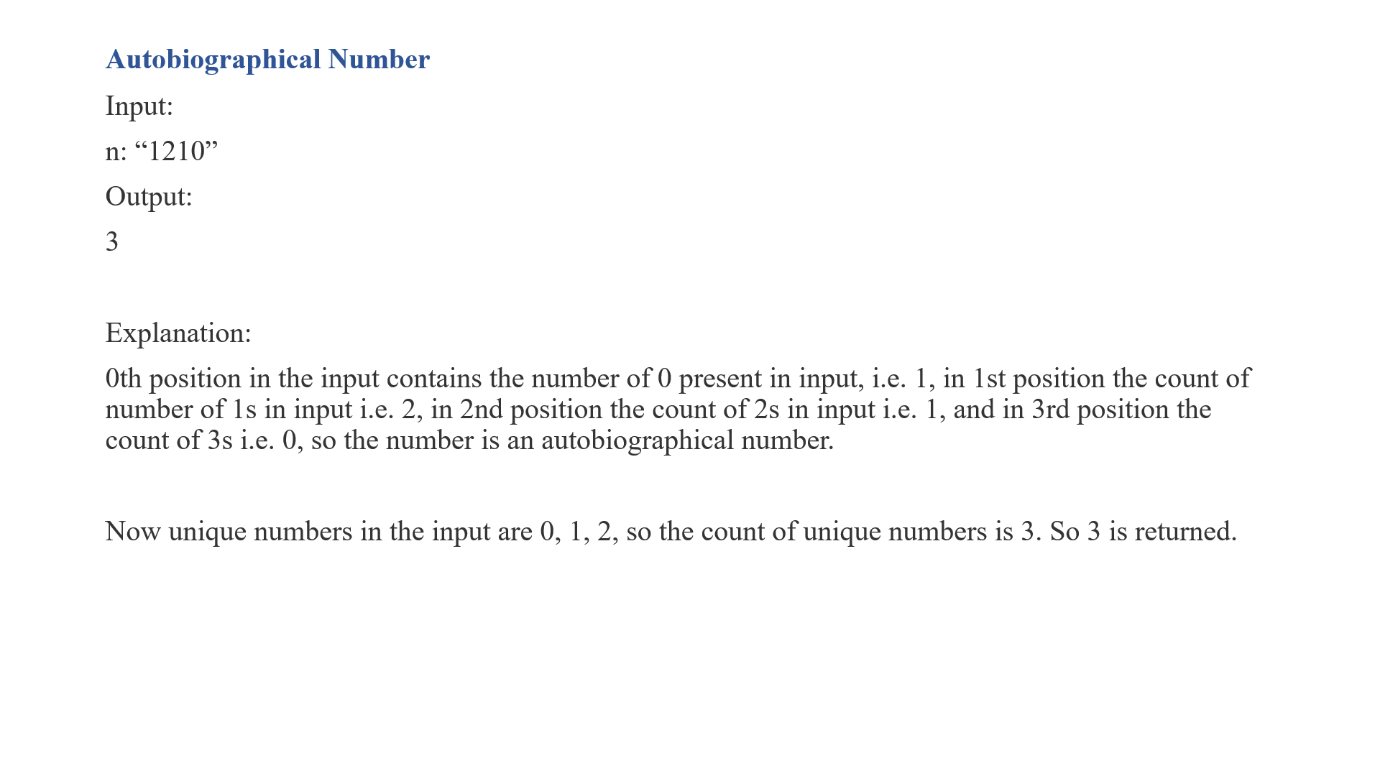 Autobiographical Number
Input:
n: “1210”
Output:
3
Explanation:
0th position in the input contains the number of 0 present in input, i.e. 1, in 1st position the count of
number of 1s in input i.e. 2, in 2nd position the count of 2s in input i.e. 1, and in 3rd position the
count of 3s i.e. 0, so the number is an autobiographical number.
Now unique numbers in the input are 0, 1, 2, so the count of unique numbers is 3. So 3 is returned.